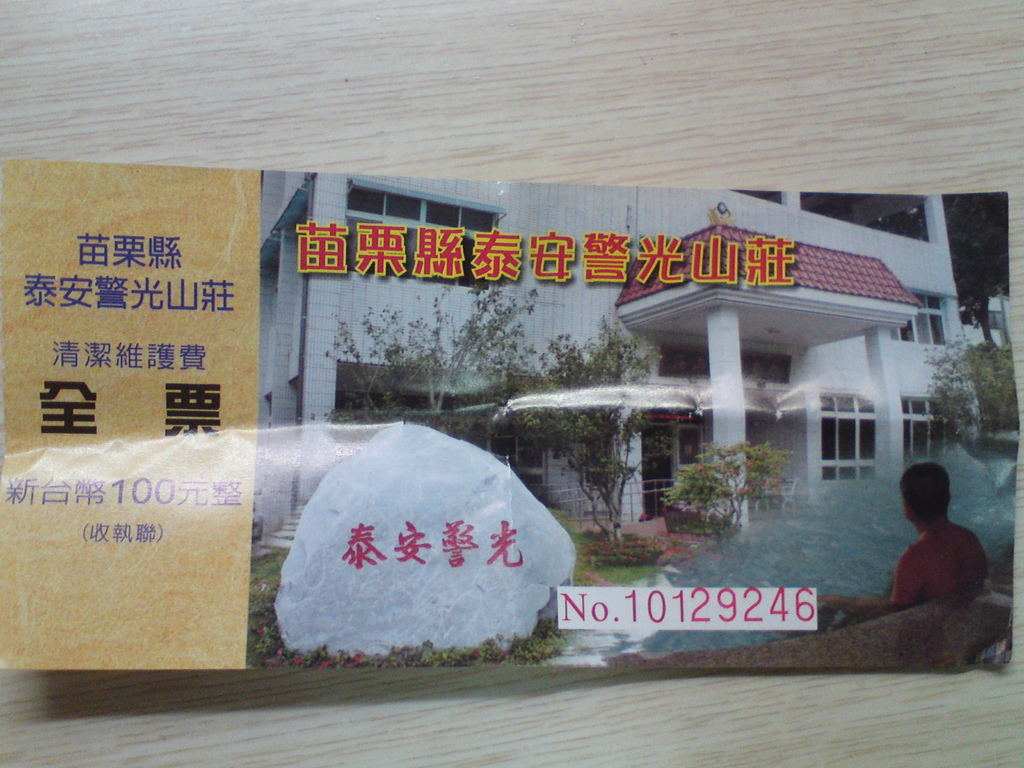 苗栗縣
泰安警光山莊
清潔維護費
全 票
新台幣100元整
(收執聯)
苗栗縣泰安警光山莊
泰安警光
No.10129246